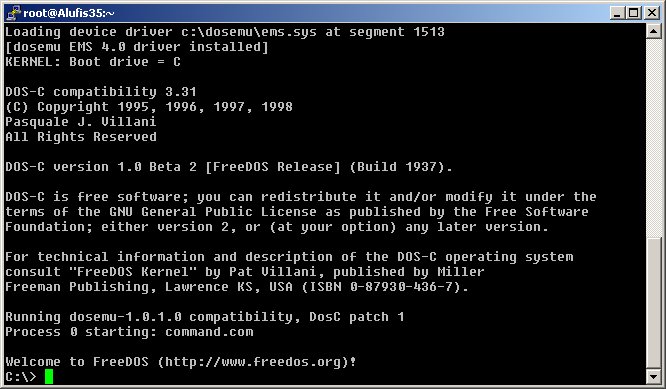 root@Alufis35:~
Loading device driver c:\dosemu\ems.sys at segment 1513
[dosemu EMS 4.0 driver installed]
KERNEL: Boot drive = C
DOS-C compatibility 3.31
(C) Copyright 1995, 1996, 1997, 1998
Pasquale J. Villani
All Rights Reserved
DOS-C version 1.0 Beta 2 [FreeDOS Release] (Build 1937).
DOS-C is free software; you can redistribute it and/or modify it under the
terms of the GNU General Public License as published by the Free Software
Foundation; either version 2, or (at your option) any later version.
For technical information and description of the DOS-C operating system
consult "FreeDOS Kernel" by Pat Villani, published by Miller
Freeman Publishing, Lawrence KS, USA (ISBN 0-87930-436-7).
Running dosemu-1.0.1.0 compatibility, DosC patch 1
Process 0 starting: command.com
Welcome to FreeDOS (http://www.freedos.org)!
C:\>